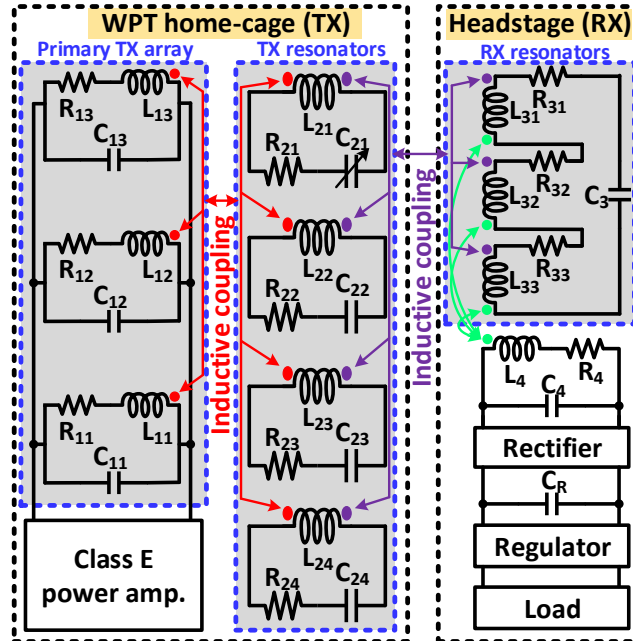 WPT home-cage (TX)
Primary TX array
TX resonators
R13
L13
C13
R12
L12
C12
R11
L11
C11
Class E
power amp.
Inductive coupling
L21
R21
C21
L22
R22
C22
L23
R23
C23
L24
R24
C24
Inductive coupling
Headstage (RX)
RX resonators
L31
R31
L32
R32
L33
R33
C3
L4
R4
C4
Rectifier
CR
Regulator
Load